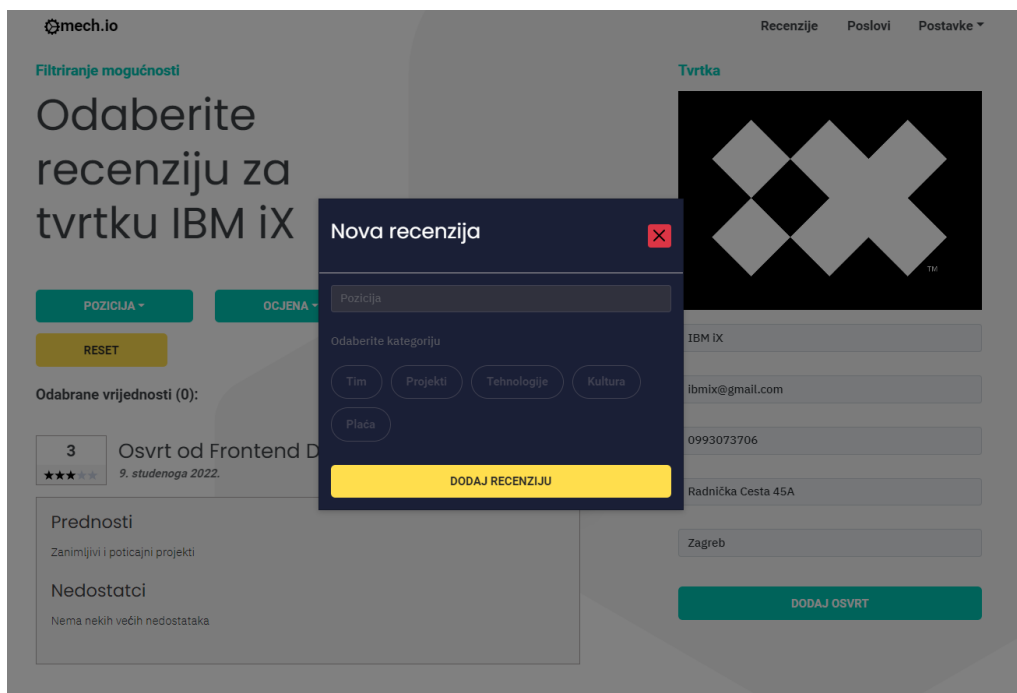 mech.io
Recenzije Poslovi Postavke
Filtriranje mogućnosti
Odaberite
recenziju za
tvrtku IBM iX
POZICIJA OCJENA
RESET
Odabrane vrijednosti (0):
3
Osvrt od Frontend D
9. studenoga 2022.
Prednosti
Zanimljivi i poticajni projekti
Nedostatci
Nema nekih većih nedostataka
Nova recenzija
Pozicija
Odaberite kategoriju
Tim Projekti Tehnologije Kultura
Plaća
DODAJ RECENZIJU
Tvrtka
TM
IBM iX
ibmix@gmail.com
0993073706
Radnička Cesta 45A
Zagreb
DODAJ OSVRT